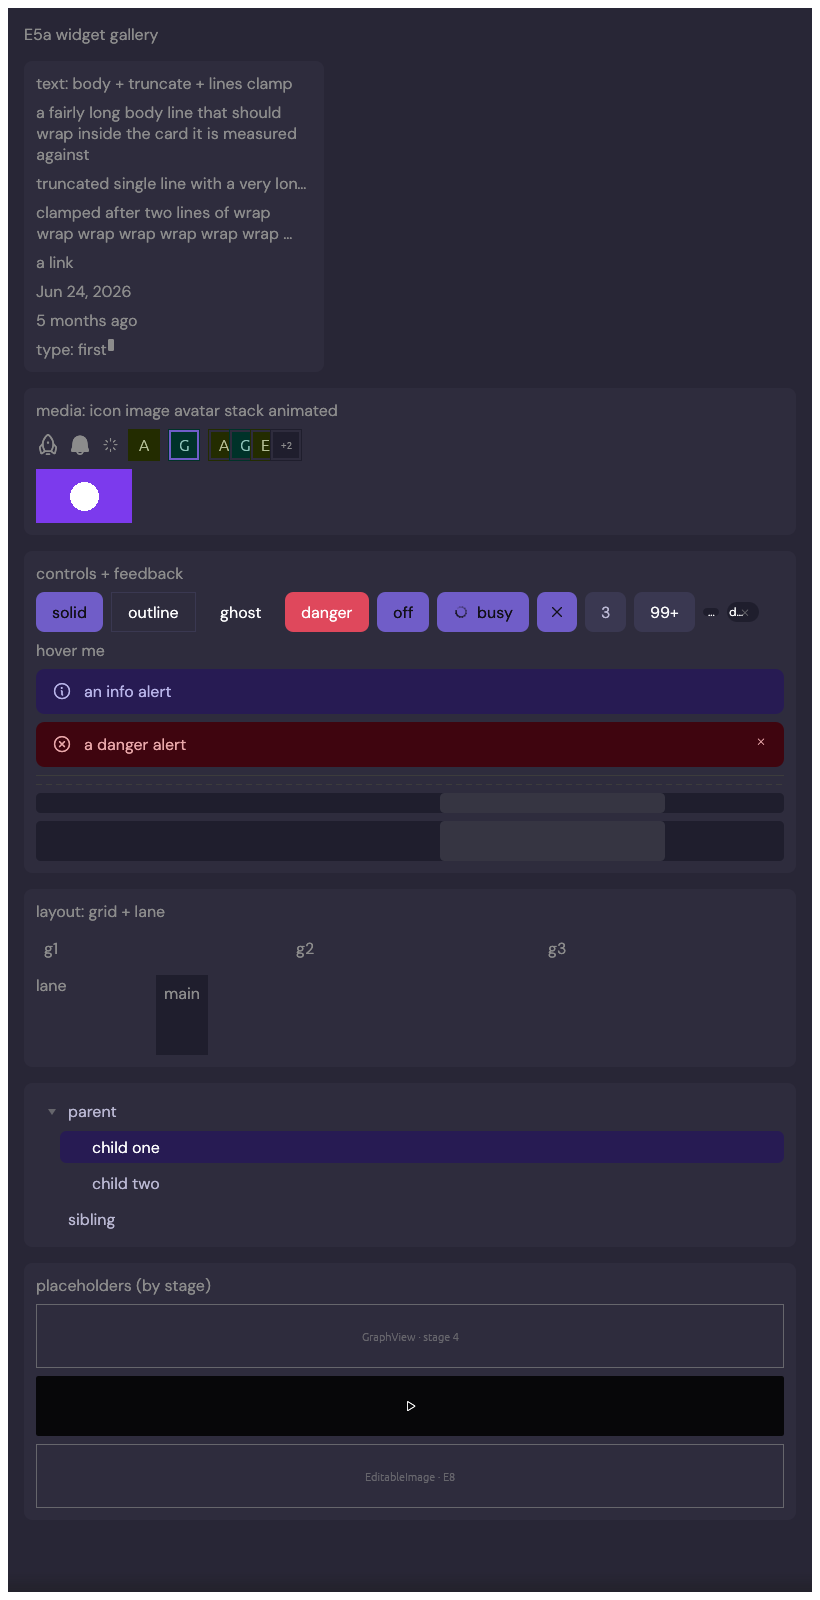 E5a widget gallery
text: body + truncate + lines clamp
a fairly long body line that should
wrap inside the card it is measured
against
truncated single line with a very lon…
clamped after two lines of wrap
wrap wrap wrap wrap wrap wrap …
a link
Jun 24, 2026
5 months ago
type: first
media: icon image avatar stack animated
A G A G E +2
controls + feedback
solid outline ghost danger off busy 3 99+ … d…
hover me
an info alert
a danger alert
layout: grid + lane
g1 g2 g3
lane main
parent
child one
child two
sibling
placeholders (by stage)
GraphView · stage 4
EditableImage · E8